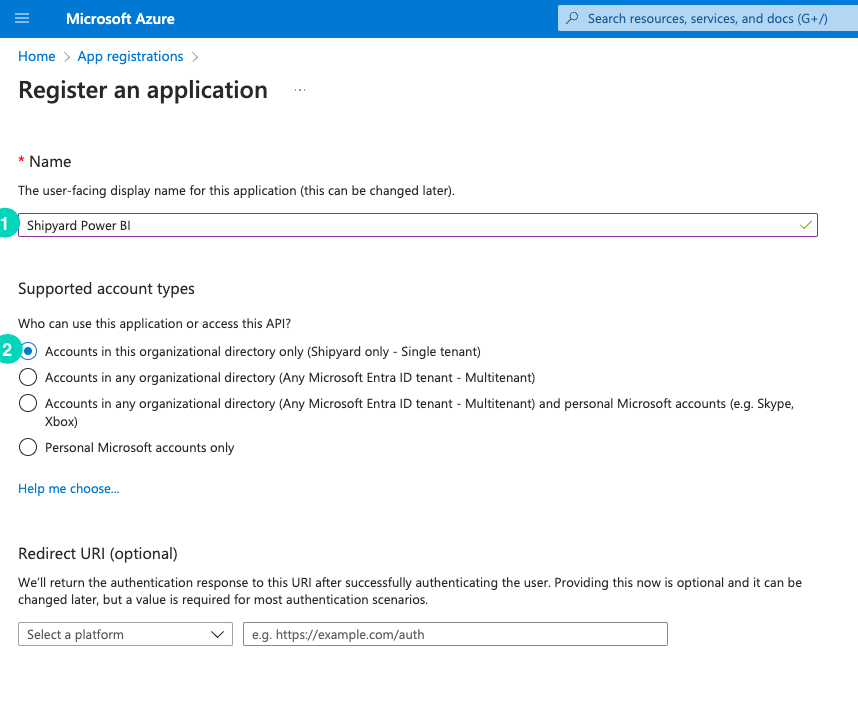 Microsoft Azure
Search resources, services, and docs (G+/)
Home > App registrations >
Register an application ...
* Name
The user-facing display name for this application (this can be changed later).
1
Shipyard Power BI
Supported account types
Who can use this application or access this API?
2
Accounts in this organizational directory only (Shipyard only - Single tenant)
Accounts in any organizational directory (Any Microsoft Entra ID tenant - Multitenant)
Accounts in any organizational directory (Any Microsoft Entra ID tenant - Multitenant) and personal Microsoft accounts (e.g. Skype,
Xbox)
Personal Microsoft accounts only
Help me choose...
Redirect URI (optional)
We'll return the authentication response to this URI after successfully authenticating the user. Providing this now is optional and it can be
changed later, but a value is required for most authentication scenarios.
Select a platform
e.g. https://example.com/auth